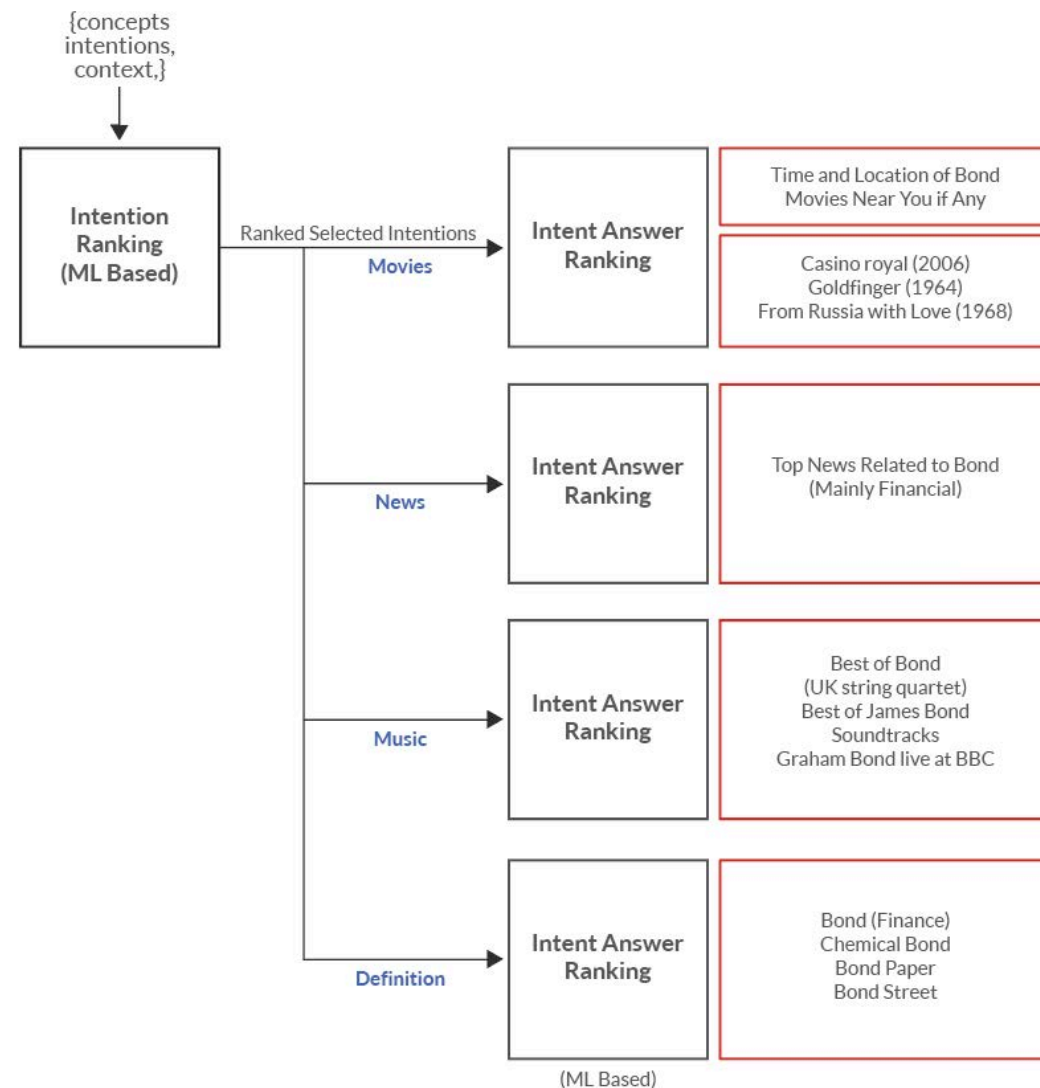 {concepts
intentions,
context,}
Intention
Ranking
(ML Based)
Ranked Selected Intentions
Movies
Intent Answer
Ranking
Time and Location of Bond
Movies Near You if Any
Casino royal (2006)
Goldfinger (1964)
From Russia with Love (1968)
News
Intent Answer
Ranking
Top News Related to Bond
(Mainly Financial)
Music
Intent Answer
Ranking
Best of Bond
(UK string quartet)
Best of James Bond
Soundtracks
Graham Bond live at BBC
Definition
Intent Answer
Ranking
Bond (Finance)
Chemical Bond
Bond Paper
Bond Street
(ML Based)